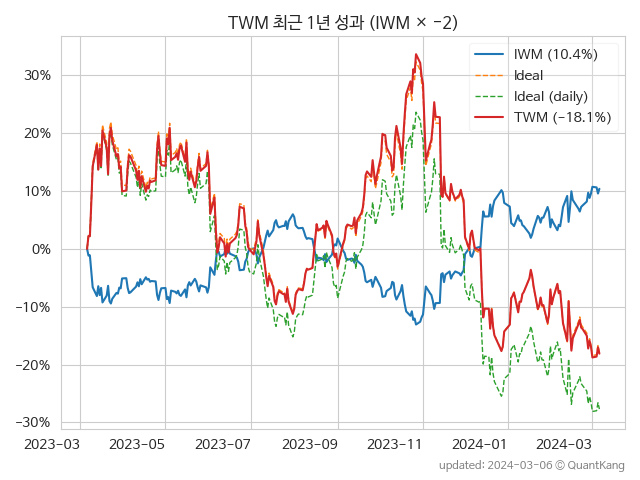 TWM 최근 1년 성과 (IWM × −2)
IWM (10.4%)
Ideal
Ideal (daily)
TWM (−18.1%)
30%
20%
10%
0%
−10%
−20%
−30%
2023−03 2023−05 2023−07 2023−09 2023−11 2024−01 2024−03
updated: 2024−03−06 © QuantKang